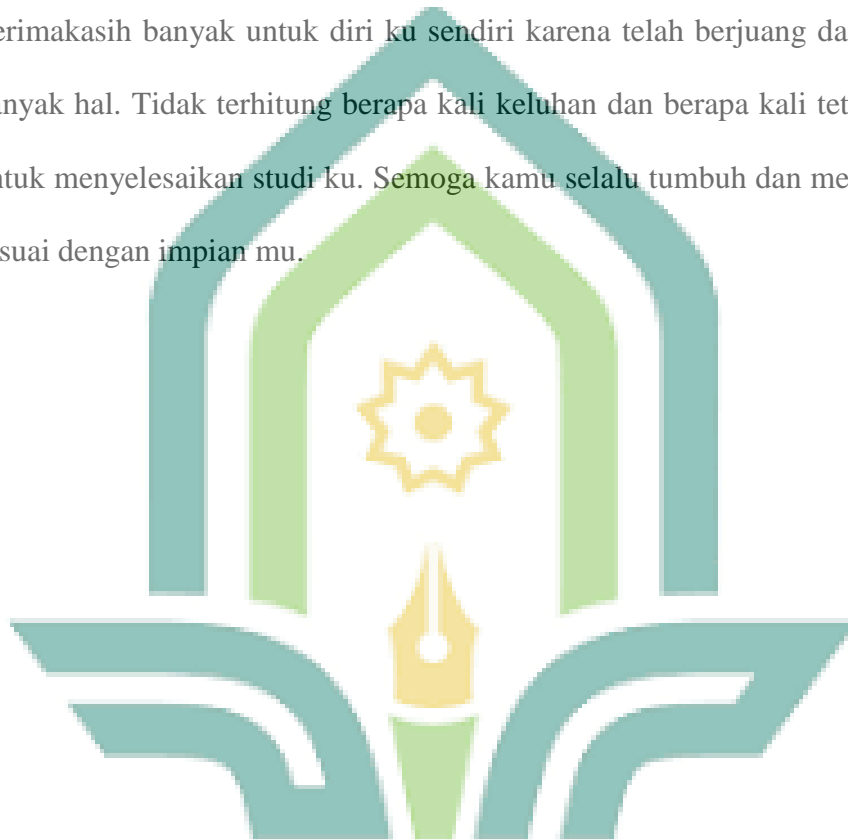 erimakasih banyak untuk diri ku sendiri karena telah berjuang da
anyak hal. Tidak terhitung berapa kali keluhan dan berapa kali tet
ntuk menyelesaikan studi ku. Semoga kamu selalu tumbuh dan me
suai dengan impian mu.